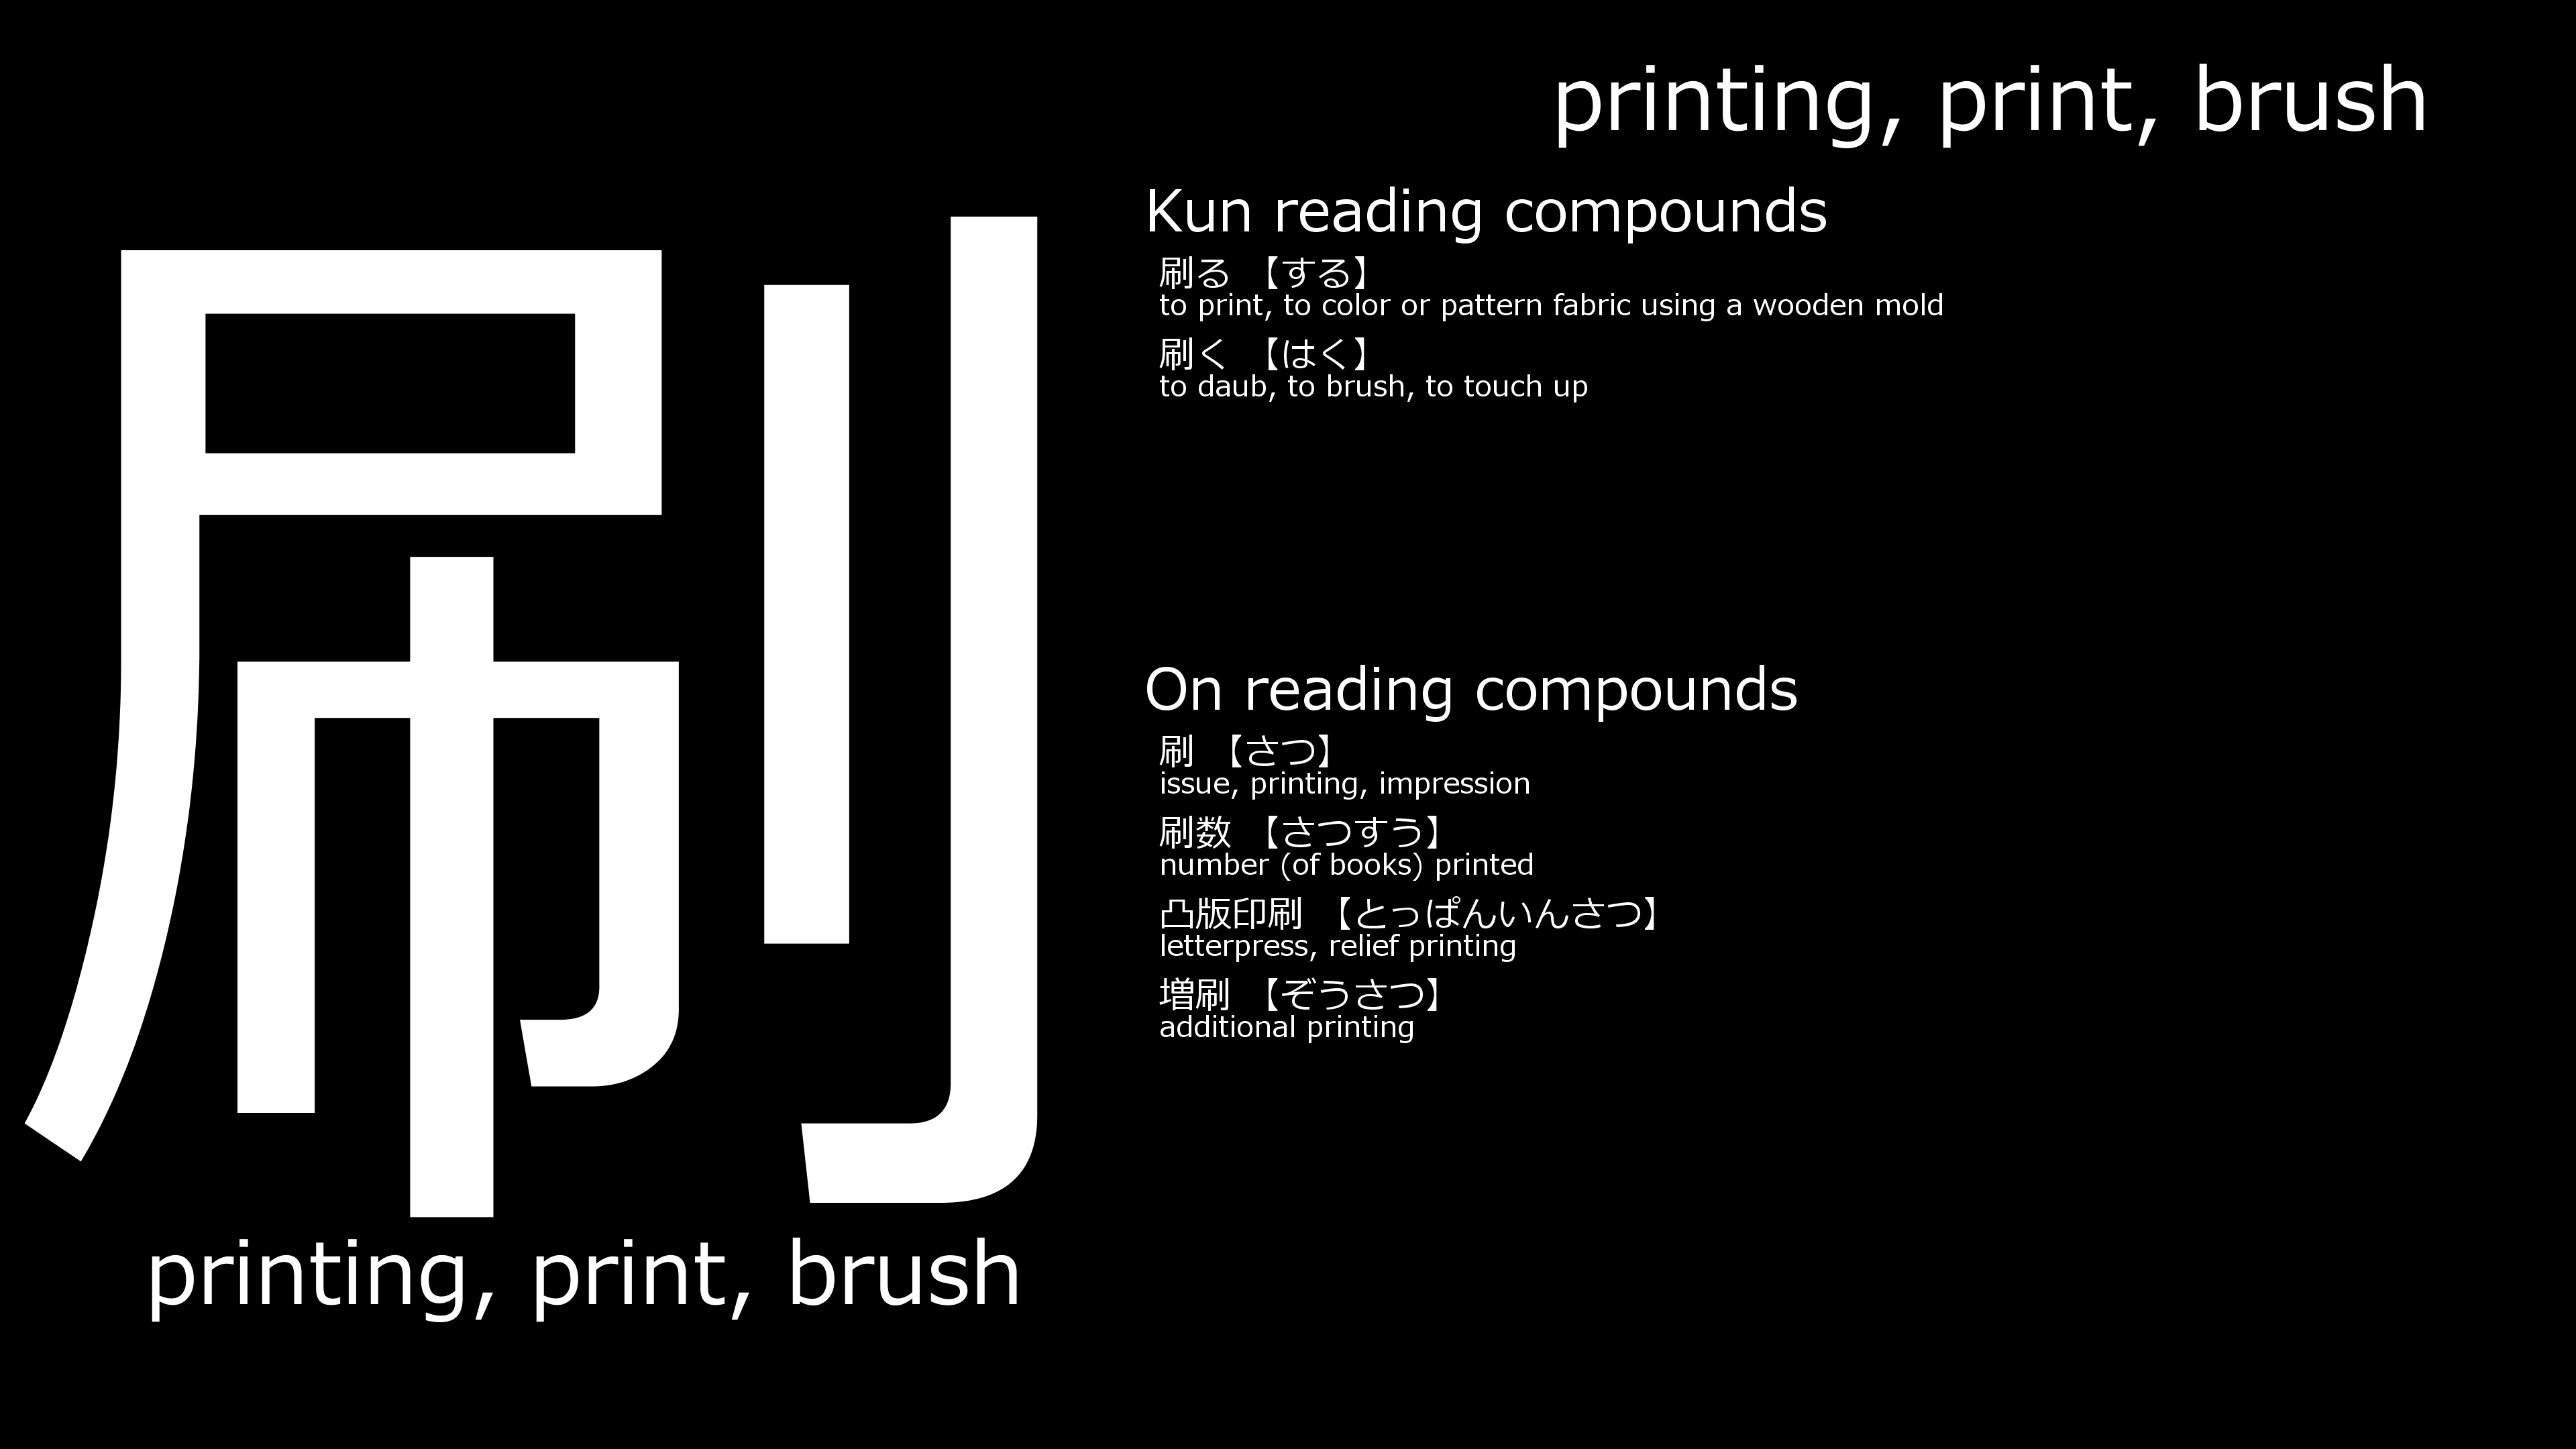 刷
printing, print, brush
printing, print, brush
Kun reading compounds
刷る 【する】
to print, to color or pattern fabric using a wooden mold
刷く 【はく】
to daub, to brush, to touch up
On reading compounds
刷 【さつ】
issue, printing, impression
刷数 【さつすう】
number (of books) printed
凸版印刷 【とっぱんいんさつ】
letterpress, relief printing
増刷 【ぞうさつ】
additional printing